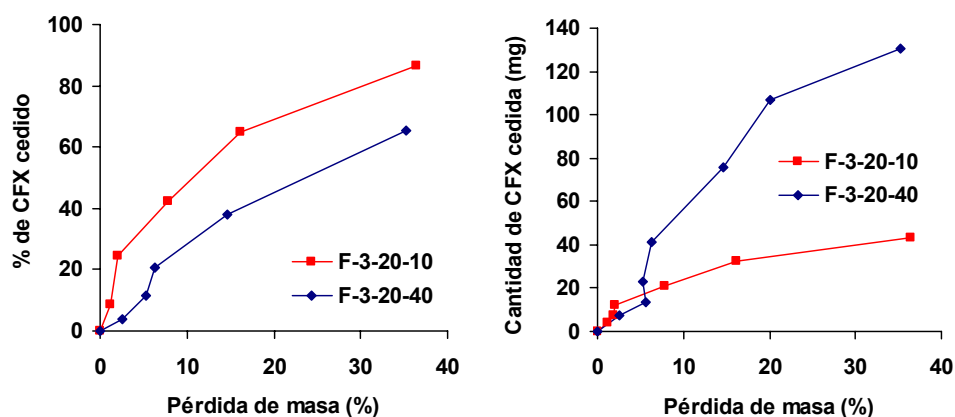 % de CFX cedido
100
80
60
40
20
0
0 10 20 30 40
Pérdida de masa (%)
F-3-20-10
F-3-20-40
Cantidad de CFX cedida (mg)
140
120
100
80
60
40
20
0
0 10 20 30 40
Pérdida de masa (%)
F-3-20-10
F-3-20-40